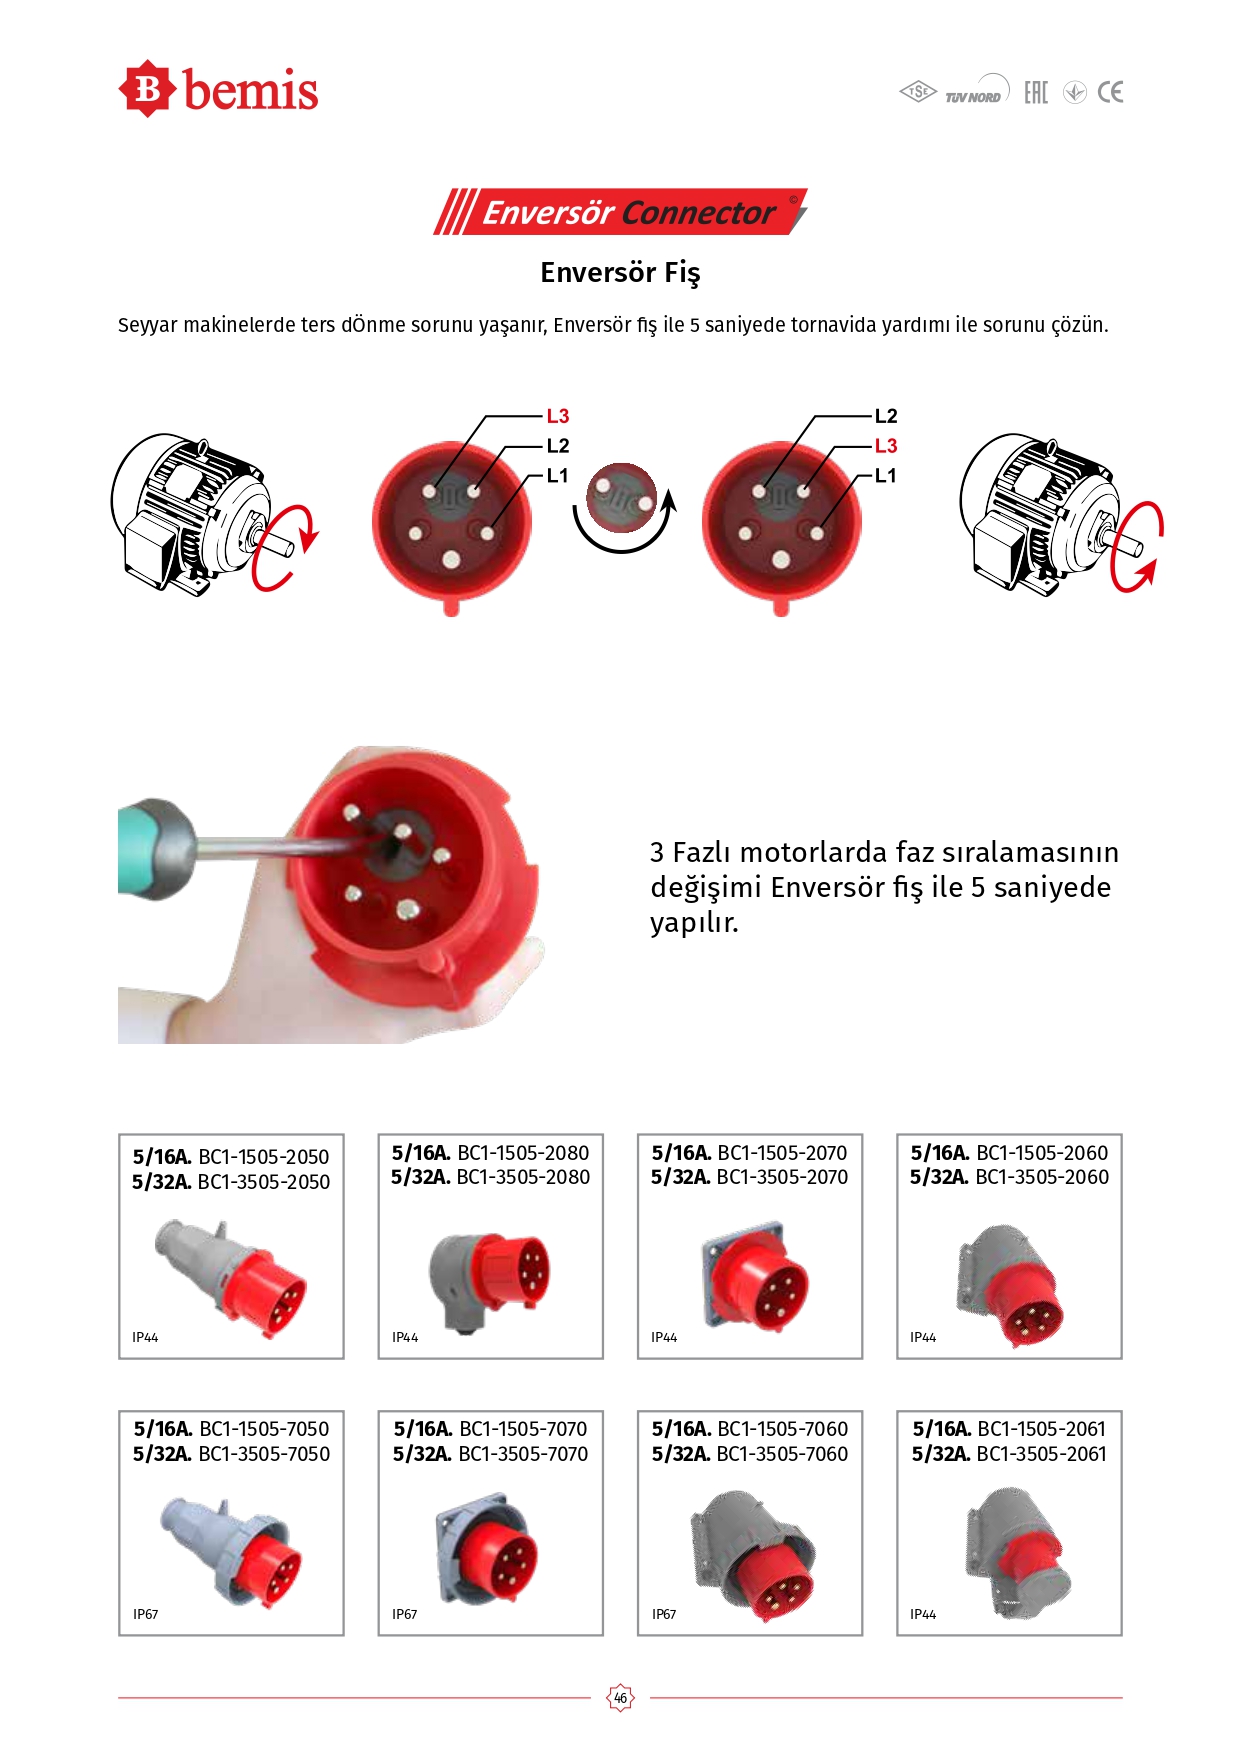 B bemis
TSE TÜV NORD EAC CE
Enversör Connector ©
Enversör Fiş
Seyyar makinelerde ters dÖnme sorunu yaşanır, Enversör fiş ile 5 saniyede tornavida yardımı ile sorunu çözün.
L3
L2
L1
L2
L3
L1
3 Fazlı motorlarda faz sıralamasının
değişimi Enversör fiş ile 5 saniyede
yapılır.
5/16A. BC1-1505-2050
5/32A. BC1-3505-2050
IP44
5/16A. BC1-1505-2080
5/32A. BC1-3505-2080
IP44
5/16A. BC1-1505-2070
5/32A. BC1-3505-2070
IP44
5/16A. BC1-1505-2060
5/32A. BC1-3505-2060
IP44
5/16A. BC1-1505-7050
5/32A. BC1-3505-7050
IP67
5/16A. BC1-1505-7070
5/32A. BC1-3505-7070
IP67
5/16A. BC1-1505-7060
5/32A. BC1-3505-7060
IP67
5/16A. BC1-1505-2061
5/32A. BC1-3505-2061
IP44
46